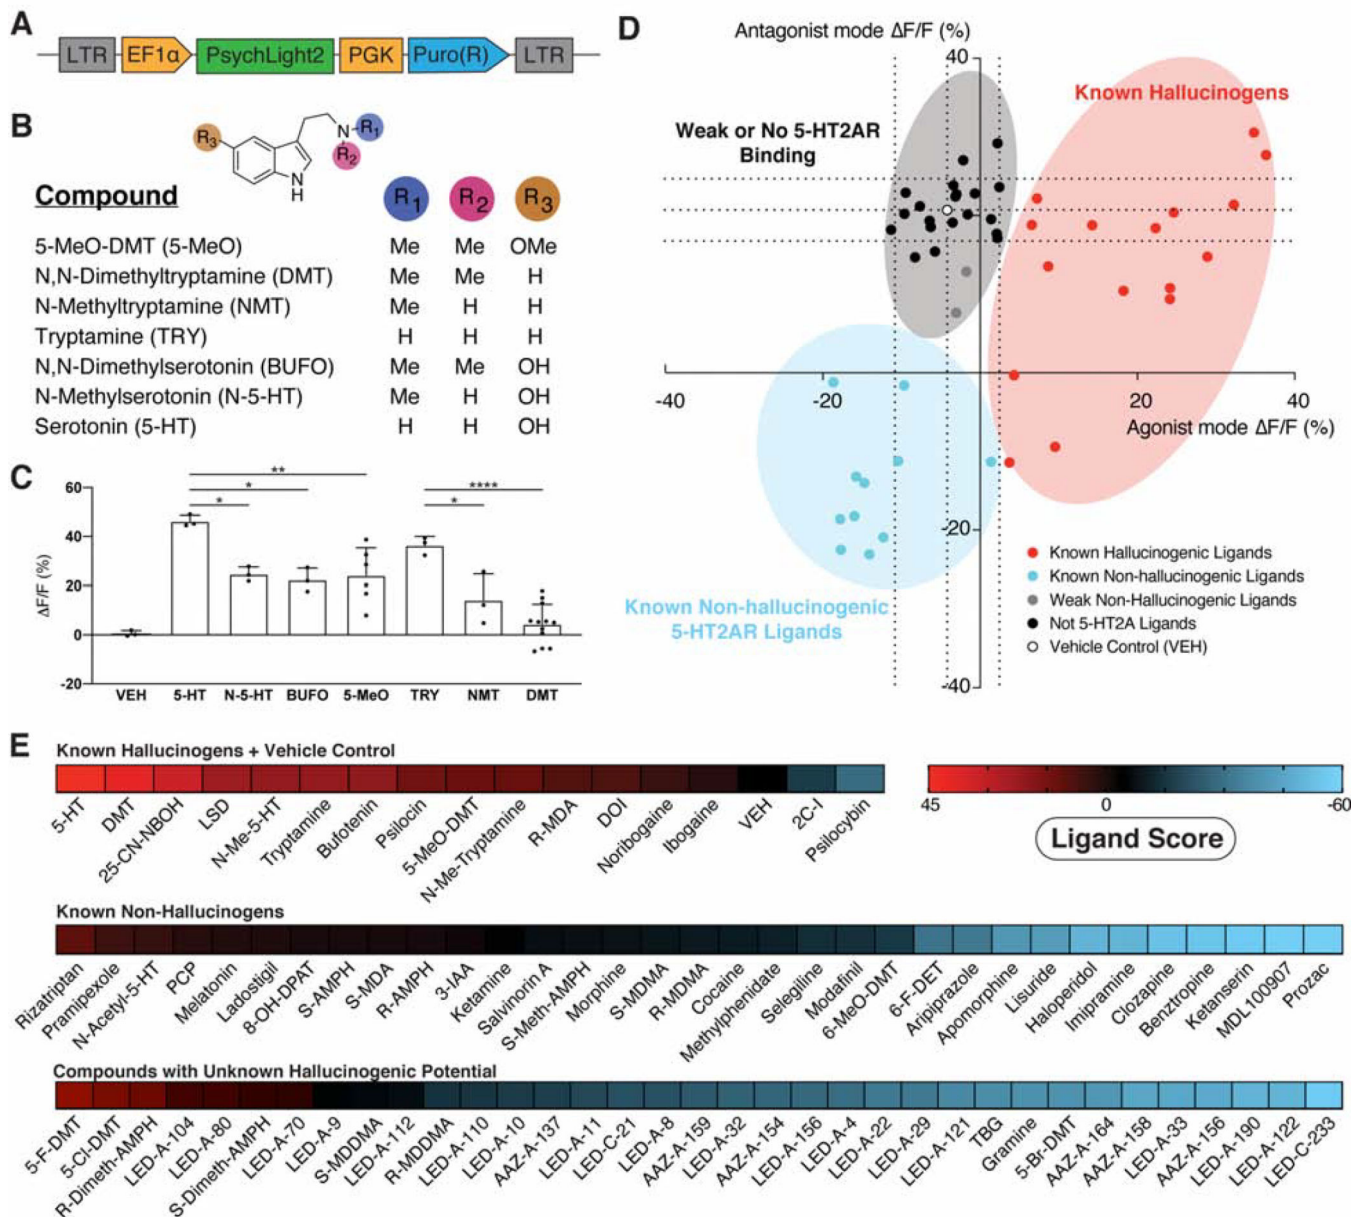 A
LTR EF1α PsychLight2 PGK Puro(R) LTR
B
R3 N R1
R2
N
H
Compound R1 R2 R3
5-MeO-DMT (5-MeO) Me Me OMe
N,N-Dimethyltryptamine (DMT) Me Me H
N-Methyltryptamine (NMT) Me H H
Tryptamine (TRY) H H H
N,N-Dimethylserotonin (BUFO) Me Me OH
N-Methylserotonin (N-5-HT) Me H OH
Serotonin (5-HT) H H OH
C
ΔF/F (%)
60
40
20
0
-20
**
*
*
****
*
VEH 5-HT N-5-HT BUFO 5-MeO TRY NMT DMT
D
Antagonist mode ΔF/F (%)
40
Known Hallucinogens
Weak or No 5-HT2AR
Binding
-40 -20 20 40
Agonist mode ΔF/F (%)
-20
-40
Known Non-hallucinogenic
5-HT2AR Ligands
Known Hallucinogenic Ligands
Known Non-hallucinogenic Ligands
Weak Non-Hallucinogenic Ligands
Not 5-HT2A Ligands
Vehicle Control (VEH)
E
Known Hallucinogens + Vehicle Control
5-HT
DMT
25-CN-NBOH
LSD
N-Me-5-HT
Tryptamine
Bufotenin
Psilocin
5-MeO-DMT
N-Me-Tryptamine
R-MDA
DOI
Noribogaine
Ibogaine
VEH
2C-I
Psilocybin
45 0 -60
Ligand Score
Known Non-Hallucinogens
Rizatriptan
Pramipexole
N-Acetyl-5-HT
PCP
Melatonin
Ladostigil
8-OH-DPAT
S-AMPH
S-MDA
R-AMPH
3-IAA
Ketamine
Salvinorin A
S-Meth-AMPH
Morphine
S-MDMA
R-MDMA
Cocaine
Methylphenidate
Selegiline
Modafinil
6-MeO-DMT
6-F-DET
Aripiprazole
Apomorphine
Lisuride
Haloperidol
Imipramine
Clozapine
Benztropine
Ketanserin
MDL100907
Prozac
Compounds with Unknown Hallucinogenic Potential
5-F-DMT
5-Cl-DMT
R-Dimeth-AMPH
LED-A-104
LED-A-80
S-Dimeth-AMPH
LED-A-70
LED-A-9
S-MDDMA
LED-A-112
R-MDDMA
LED-A-110
LED-A-10
AAZ-A-137
LED-A-11
LED-C-21
LED-A-8
AAZ-A-159
LED-A-32
AAZ-A-154
LED-A-156
LED-A-4
LED-A-22
LED-A-29
LED-A-121
TBG
Gramine
5-Br-DMT
AAZ-A-164
AAZ-A-158
LED-A-33
AAZ-A-156
LED-A-190
LED-A-122
LED-C-233